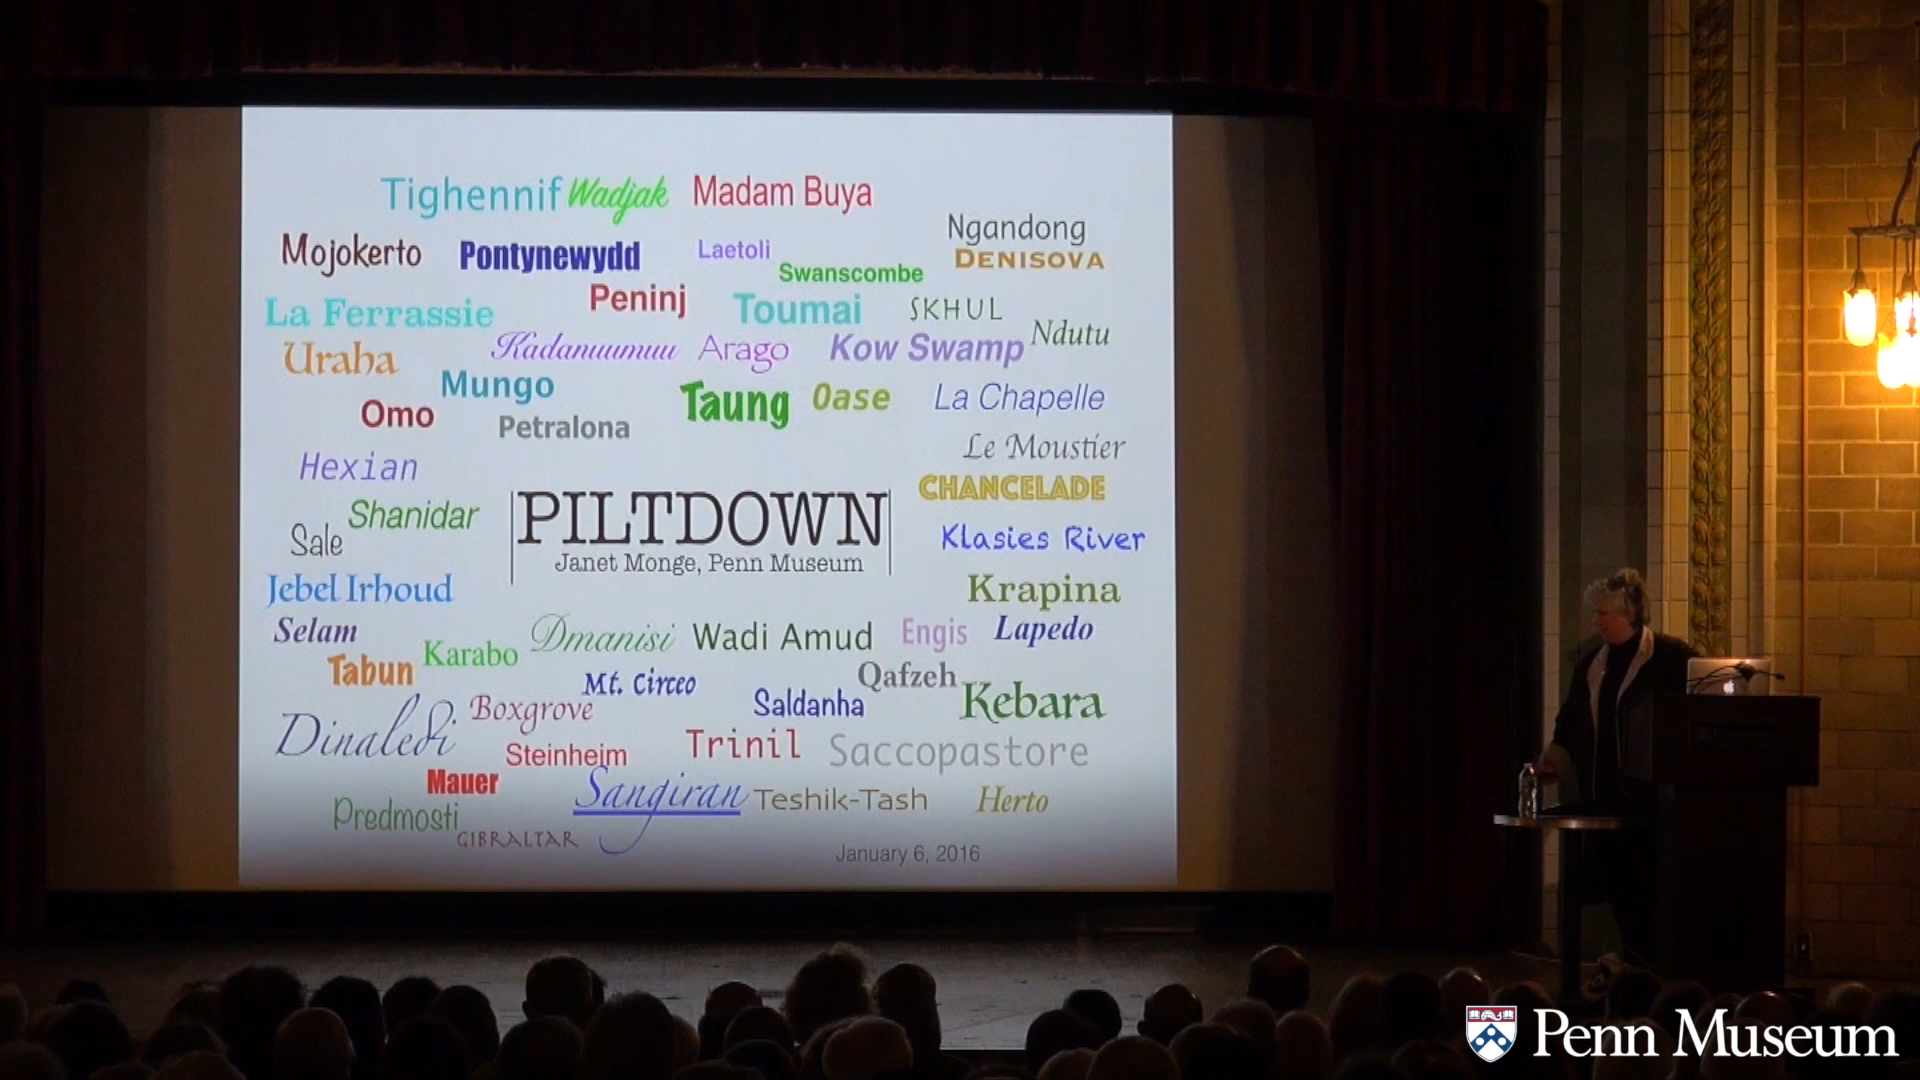 Tighennif Wadjak Madam Buya
Ngandong
Mojokerto Pontynewydd Laetoli DENISOVA
Swanscombe
La Ferrassie Peninj Toumai SKHUL
Ndutu
Uraha Kadanuumuu Arago Kow Swamp
Mungo Taung Oase La Chapelle
Omo Petralona
Le Moustier
Hexian
CHANCELADE
Shanidar PILTDOWN
Sale Klasies River
Janet Monge, Penn Museum
Jebel Irhoud Krapina
Selam Dmanisi Wadi Amud Engis Lapedo
Tabun Karabo
Mt. Circeo Qafzeh
Dinaledi Boxgrove Saldanha Kebara
Steinheim Trinil Saccopastore
Mauer
Predmosti Sangiran Teshik-Tash Herto
GIBRALTAR
January 6, 2016
Penn Museum